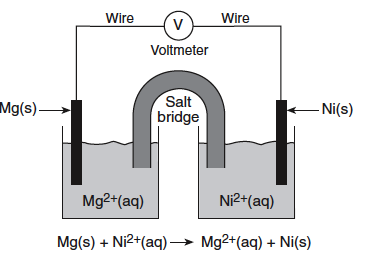 Wire
V
Wire
Voltmeter
Mg(s)
Salt
bridge
Ni(s)
Mg²⁺(aq)
Ni²⁺(aq)
Mg(s) + Ni²⁺(aq) → Mg²⁺(aq) + Ni(s)